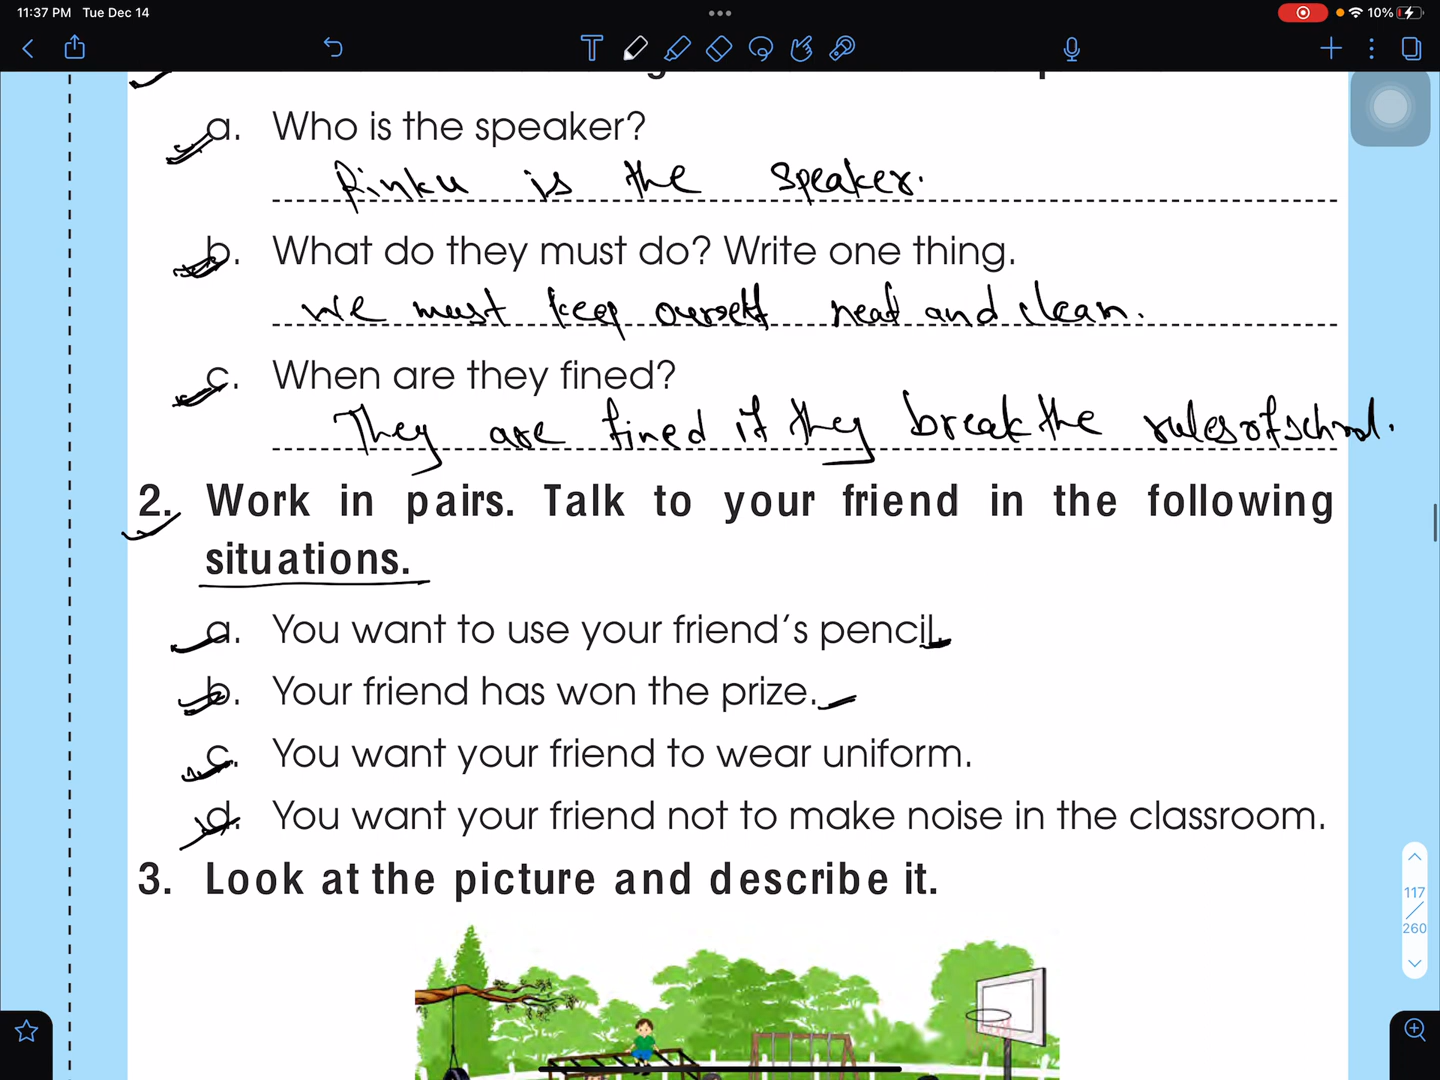 11:37 PM Tue Dec 14
10%
a. Who is the speaker?
Rinku is the speaker.
b. What do they must do? Write one thing.
We must keep ourself neat and clean.
c. When are they fined?
They are fined if they break the rules of school.
2. Work in pairs. Talk to your friend in the following
situations.
a. You want to use your friend's pencil.
b. Your friend has won the prize.
c. You want your friend to wear uniform.
d. You want your friend not to make noise in the classroom.
3. Look at the picture and describe it.
117
260